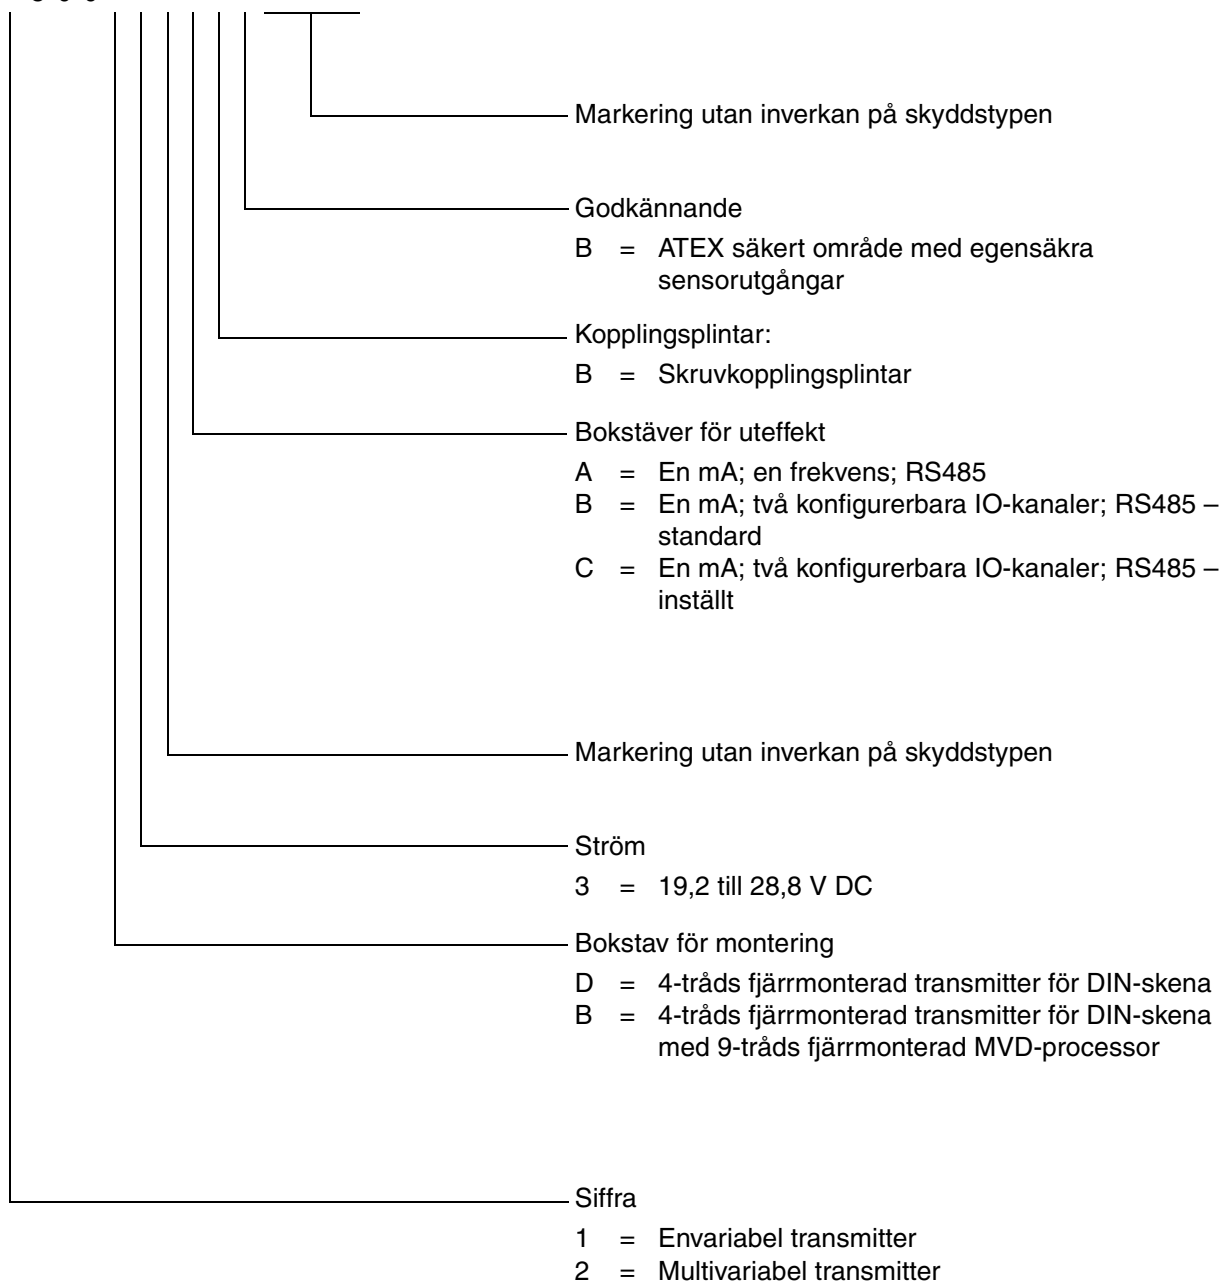 Markering utan inverkan på skyddstypen
Godkännande
B = ATEX säkert område med egensäkra
sensorutgångar
Kopplingsplintar:
B = Skruvkopplingsplintar
Bokstäver för uteffekt
A = En mA; en frekvens; RS485
B = En mA; två konfigurerbara IO-kanaler; RS485 –
standard
C = En mA; två konfigurerbara IO-kanaler; RS485 –
inställt
Markering utan inverkan på skyddstypen
Ström
3 = 19,2 till 28,8 V DC
Bokstav för montering
D = 4-tråds fjärrmonterad transmitter för DIN-skena
B = 4-tråds fjärrmonterad transmitter för DIN-skena
med 9-tråds fjärrmonterad MVD-processor
Siffra
1 = Envariabel transmitter
2 = Multivariabel transmitter